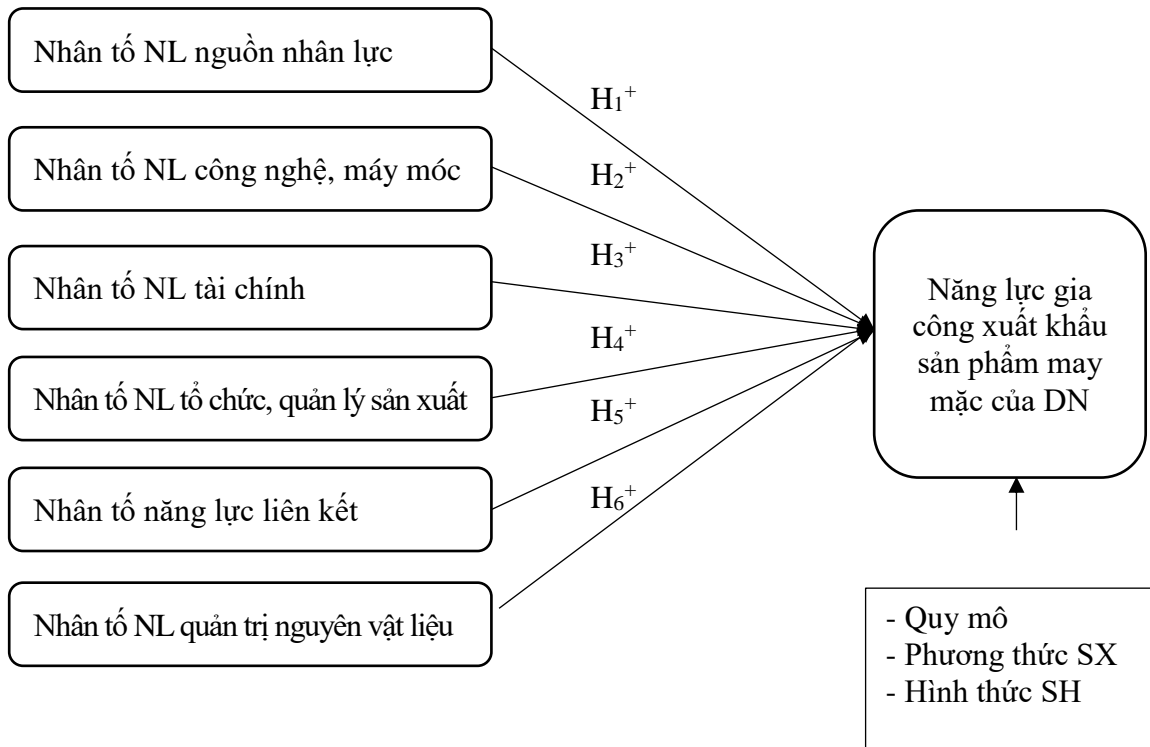 Nhân tố NL nguồn nhân lực
H₁⁺
Nhân tố NL công nghệ, máy móc
H₂⁺
Nhân tố NL tài chính
H₃⁺
Nhân tố NL tổ chức, quản lý sản xuất
H₄⁺
Nhân tố năng lực liên kết
H₅⁺
Nhân tố NL quản trị nguyên vật liệu
H₆⁺
Năng lực gia
công xuất khẩu
sản phẩm may
mặc của DN
- Quy mô
- Phương thức SX
- Hình thức SH